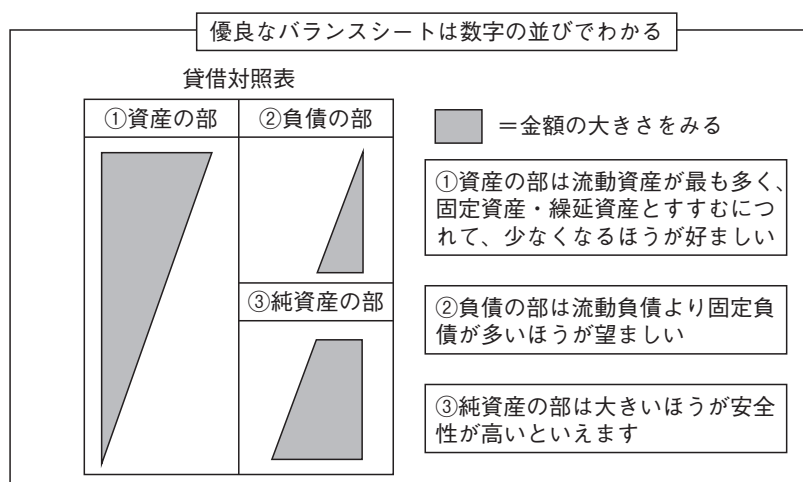 優良なバランスシートは数字の並びでわかる
貸借対照表
①資産の部
②負債の部
③純資産の部
＝金額の大きさをみる
①資産の部は流動資産が最も多く、
固定資産・繰延資産とすすむにつ
れて、少なくなるほうが好ましい
②負債の部は流動負債より固定負
債が多いほうが望ましい
③純資産の部は大きいほうが安全
性が高いといえます